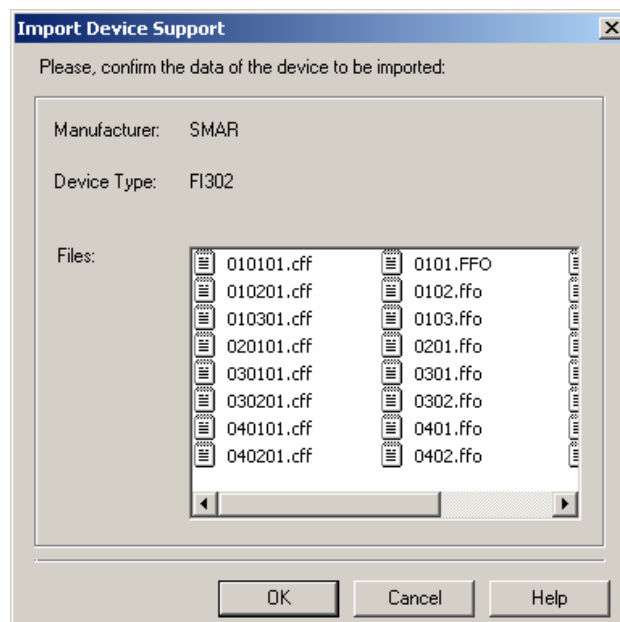 Import Device Support
Please, confirm the data of the device to be imported:
Manufacturer: SMAR
Device Type: FI302
Files:
010101.cff 0101.FFO
010201.cff 0102.ffo
010301.cff 0103.ffo
020101.cff 0201.ffo
030101.cff 0301.ffo
030201.cff 0302.ffo
040101.cff 0401.ffo
040201.cff 0402.ffo
OK Cancel Help